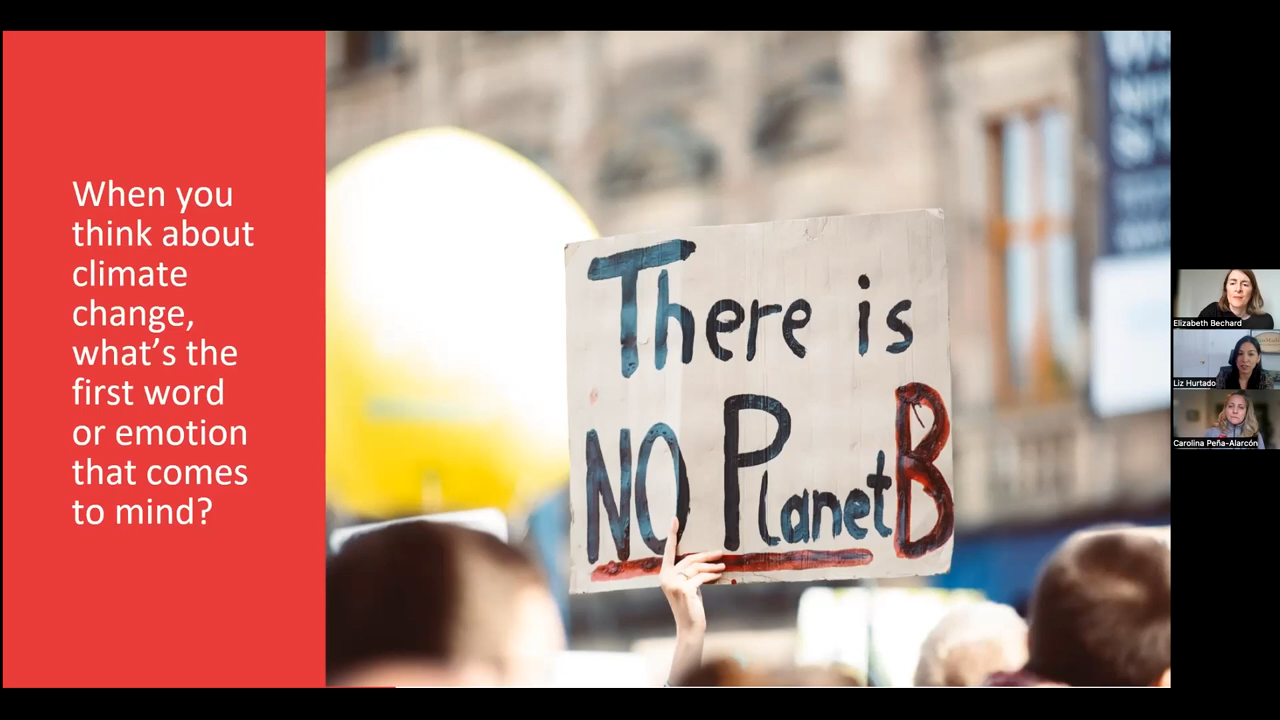 When you
think about
climate
change,
what's the
first word
or emotion
that comes
to mind?
There is
NO Planet B
Elizabeth Bechard
Liz Hurtado
Carolina Peña-Alarcón